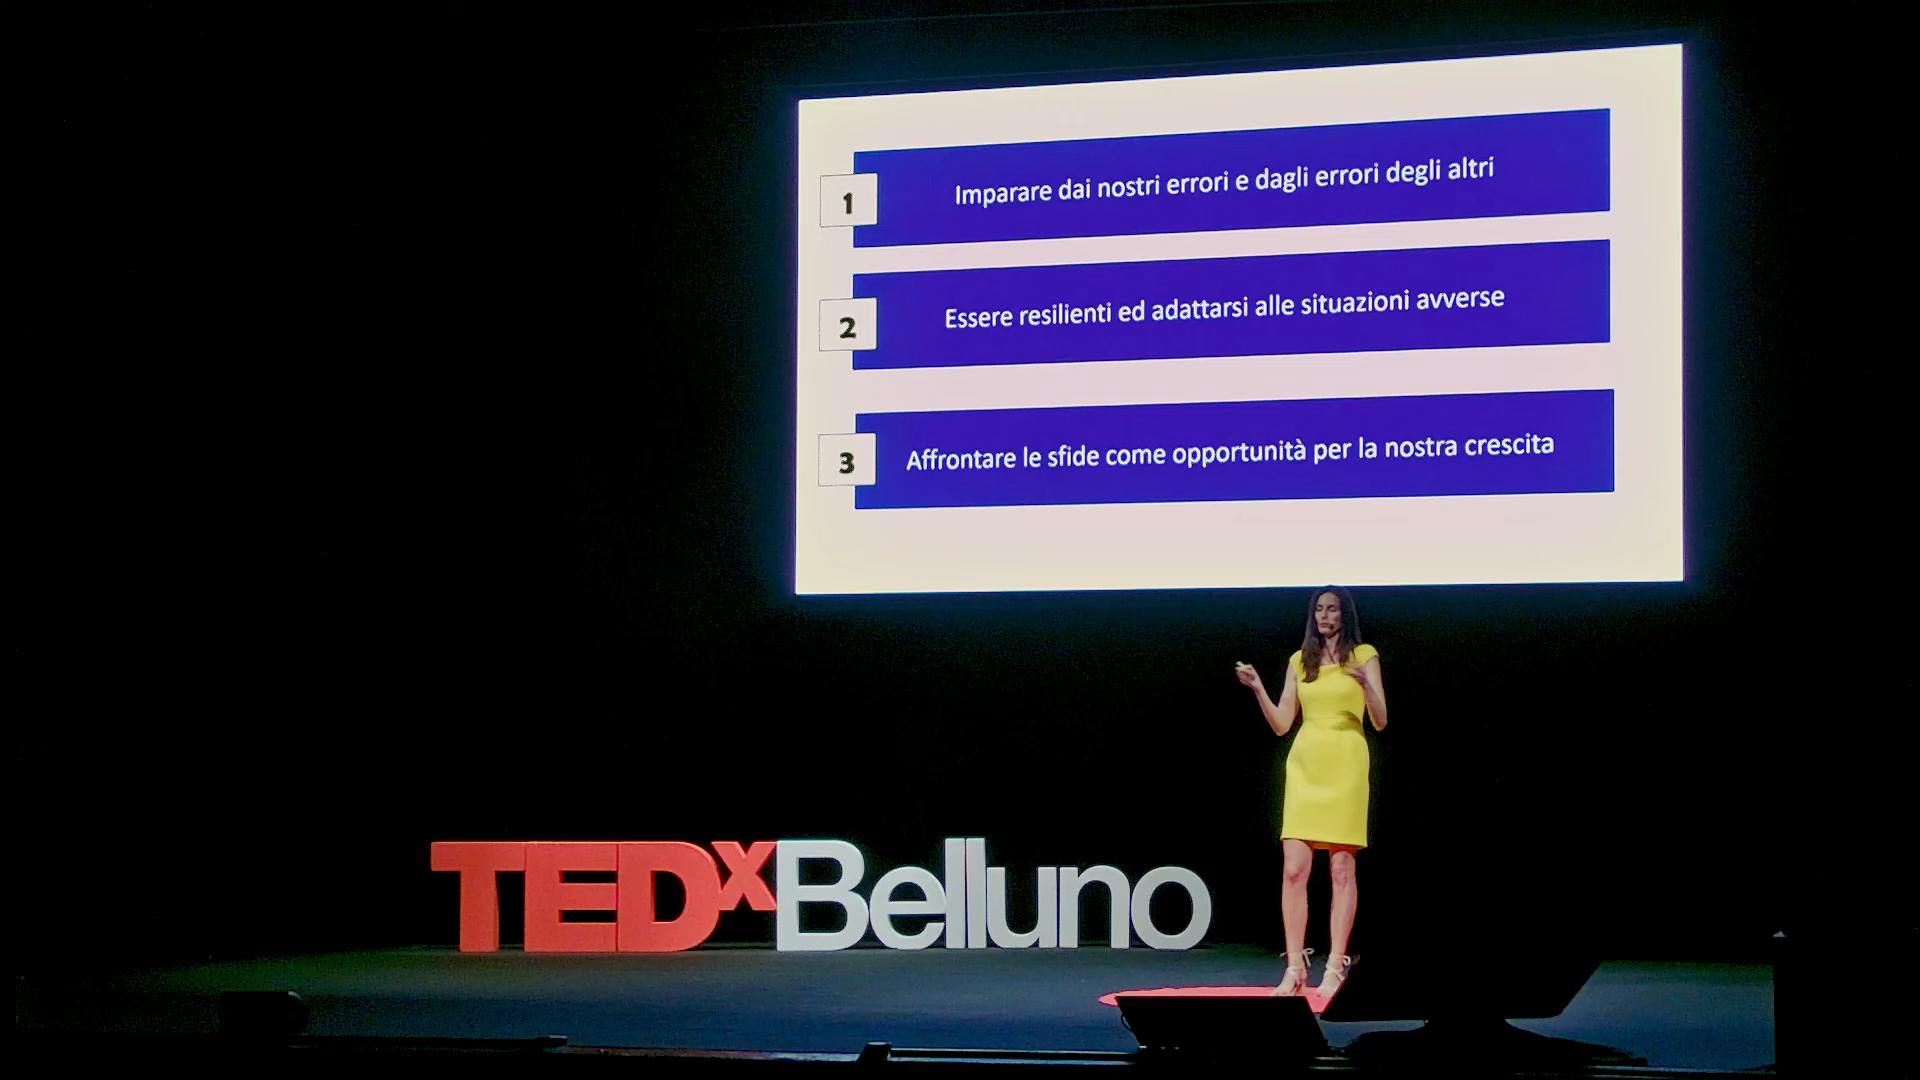 1 Imparare dai nostri errori e dagli errori degli altri
2 Essere resilienti ed adattarsi alle situazioni avverse
3 Affrontare le sfide come opportunità per la nostra crescita
TEDxBelluno